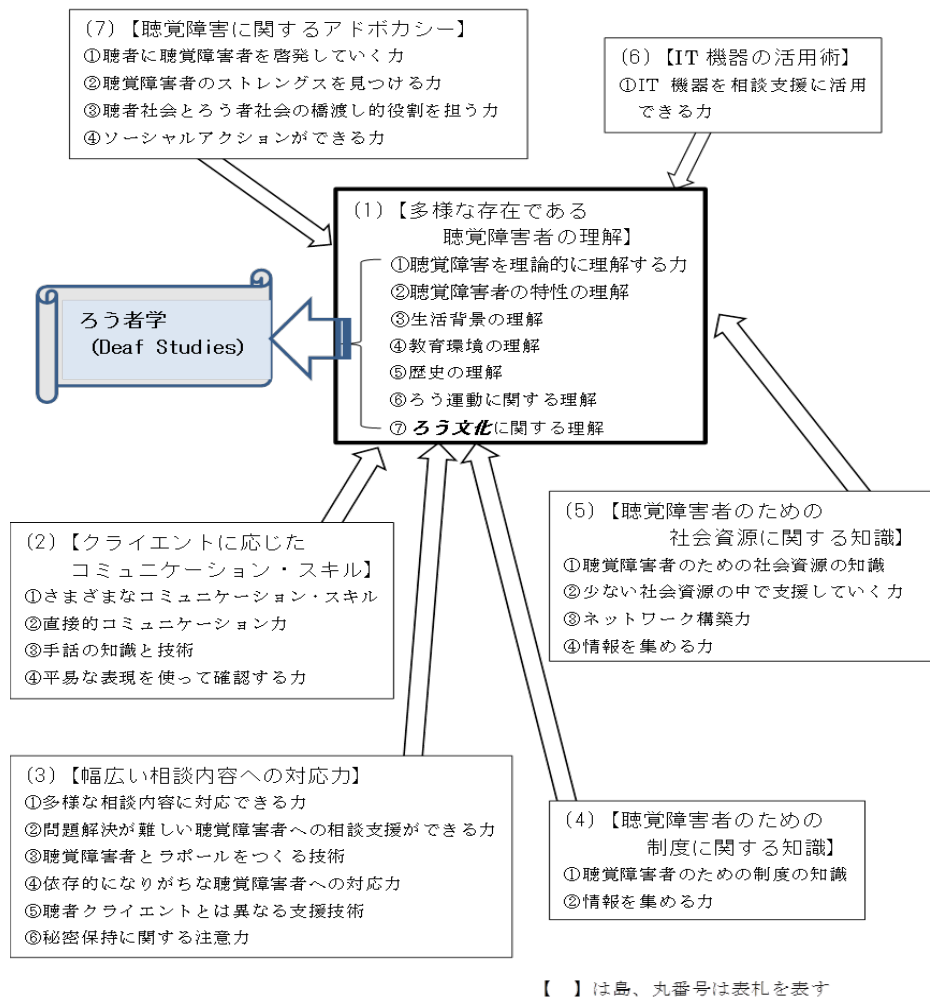 (7)【聴覚障害に関するアドボカシー】
①聴者に聴覚障害者を啓発していく力
②聴覚障害者のストレングスを見つける力
③聴者社会とろう者社会の橋渡し的役割を担う力
④ソーシャルアクションができる力
(6)【IT 機器の活用術】
①IT 機器を相談支援に活用
できる力
(1)【多様な存在である
聴覚障害者の理解】
①聴覚障害を理論的に理解する力
②聴覚障害者の特性の理解
③生活背景の理解
④教育環境の理解
⑤歴史の理解
⑥ろう運動に関する理解
⑦ろう文化に関する理解
ろう者学
(Deaf Studies)
(2)【クライエントに応じた
コミュニケーション・スキル】
①さまざまなコミュニケーション・スキル
②直接的コミュニケーション力
③手話の知識と技術
④平易な表現を使って確認する力
(5)【聴覚障害者のための
社会資源に関する知識】
①聴覚障害者のための社会資源の知識
②少ない社会資源の中で支援していく力
③ネットワーク構築力
④情報を集める力
(3)【幅広い相談内容への対応力】
①多様な相談内容に対応できる力
②問題解決が難しい聴覚障害者への相談支援ができる力
③聴覚障害者とラポールをつくる技術
④依存的になりがちな聴覚障害者への対応力
⑤聴者クライエントとは異なる支援技術
⑥秘密保持に関する注意力
(4)【聴覚障害者のための
制度に関する知識】
①聴覚障害者のための制度の知識
②情報を集める力
【 】は島、丸番号は表札を表す